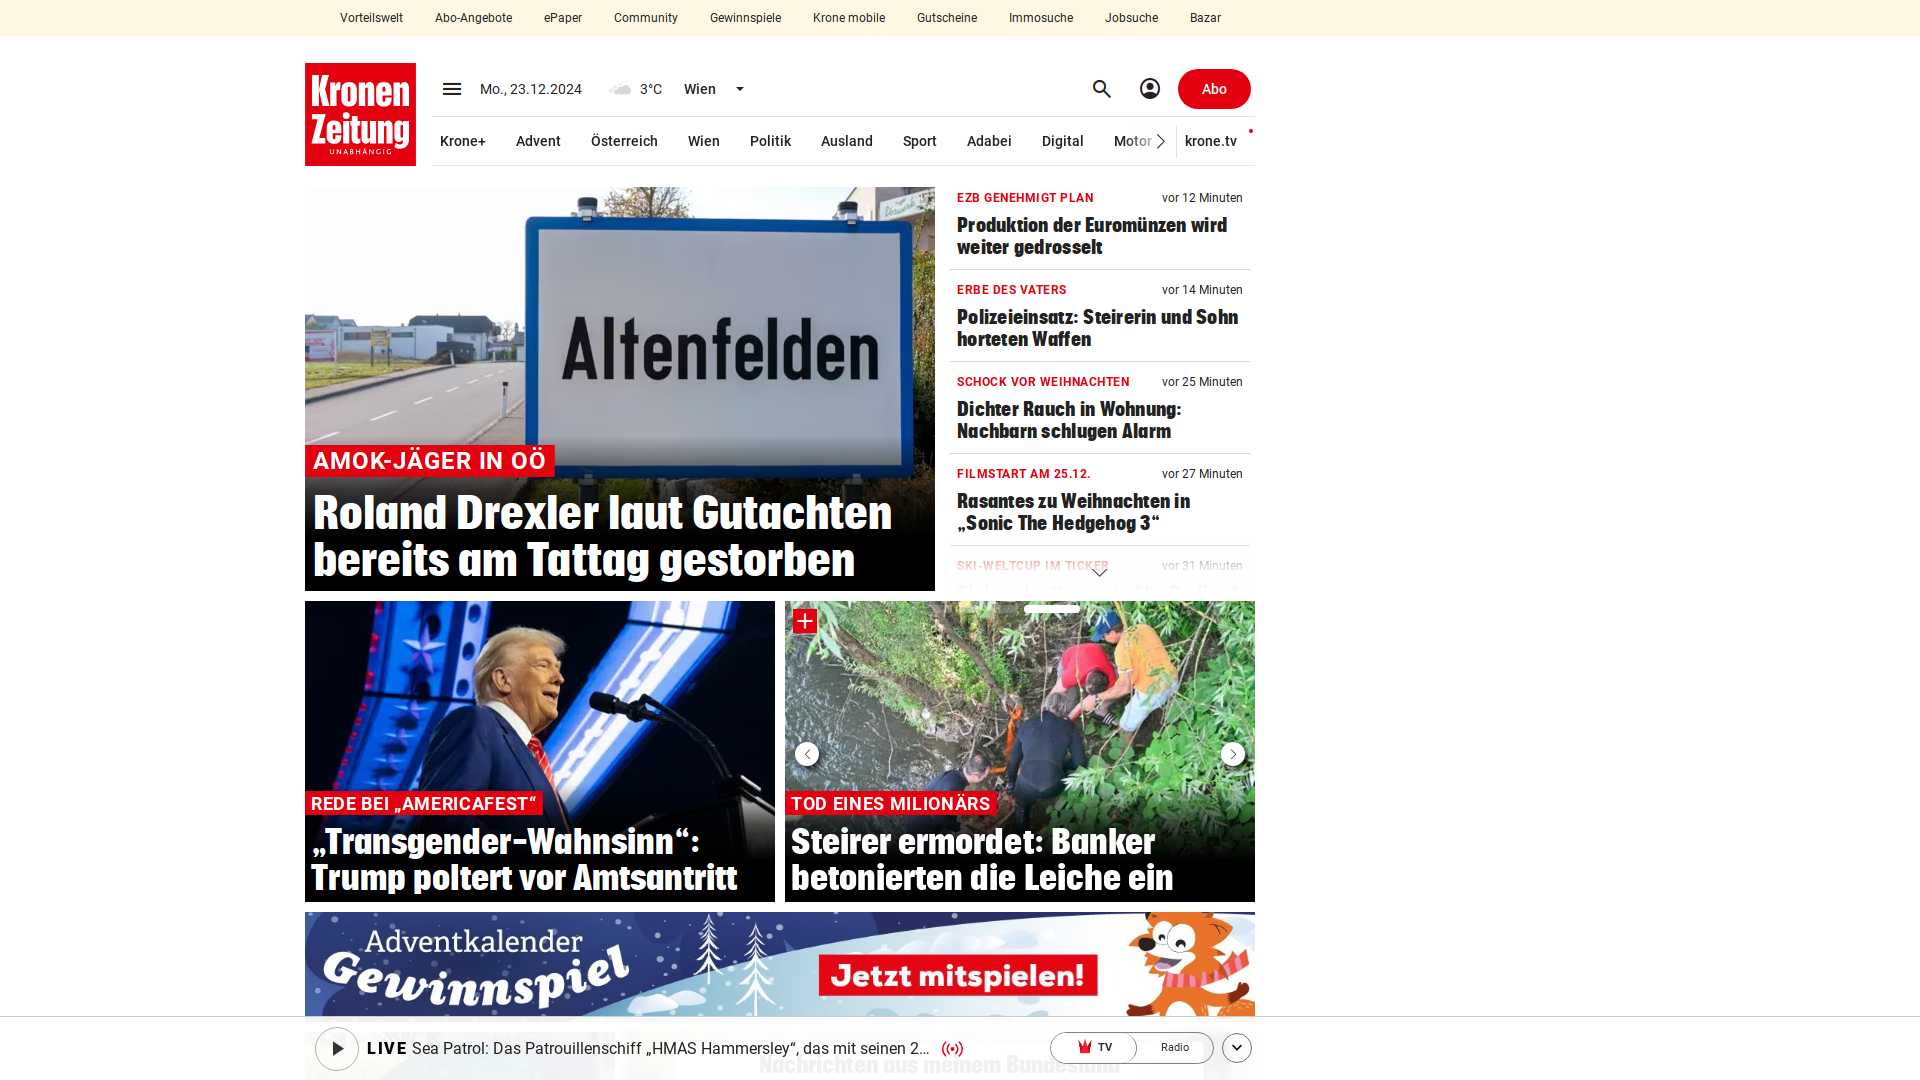 Vorteilswelt Abo-Angebote ePaper Community Gewinnspiele Krone mobile Gutscheine Immosuche Jobsuche Bazar
Kronen
Zeitung
UNABHÄNGIG
Mo., 23.12.2024 3°C Wien Abo
Krone+ Advent Österreich Wien Politik Ausland Sport Adabei Digital Motor krone.tv
Altenfelden
AMOK-JÄGER IN OÖ
Roland Drexler laut Gutachten
bereits am Tattag gestorben
EZB GENEHMIGT PLAN vor 12 Minuten
Produktion der Euromünzen wird
weiter gedrosselt
ERBE DES VATERS vor 14 Minuten
Polizeieinsatz: Steirerin und Sohn
horteten Waffen
SCHOCK VOR WEIHNACHTEN vor 25 Minuten
Dichter Rauch in Wohnung:
Nachbarn schlugen Alarm
FILMSTART AM 25.12. vor 27 Minuten
Rasantes zu Weihnachten in
„Sonic The Hedgehog 3“
SKI-WELTCUP IM TICKER vor 31 Minuten
REDE BEI „AMERICAFEST“
„Transgender-Wahnsinn“:
Trump poltert vor Amtsantritt
TOD EINES MILIONÄRS
Steirer ermordet: Banker
betonierten die Leiche ein
Adventkalender
Gewinnspiel
Jetzt mitspielen!
LIVE Sea Patrol: Das Patrouillenschiff „HMAS Hammersley“, das mit seinen 2... TV Radio
Nachrichten aus meinem Bundesland